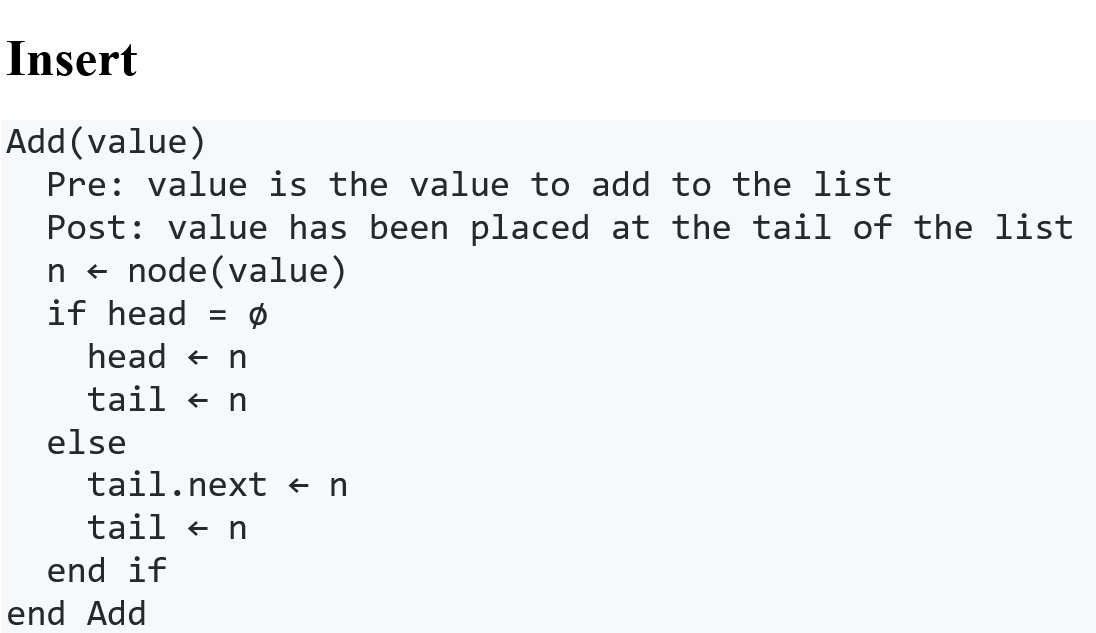 Insert
Add(value)
  Pre: value is the value to add to the list
  Post: value has been placed at the tail of the list
  n ← node(value)
  if head = ø
    head ← n
    tail ← n
  else
    tail.next ← n
    tail ← n
  end if
end Add